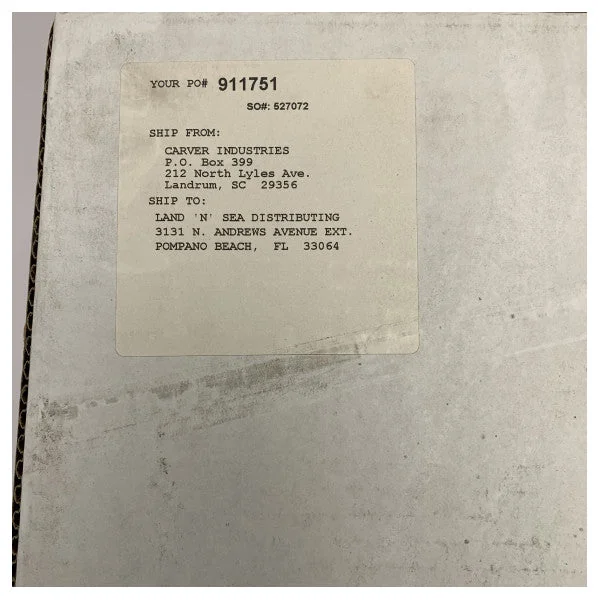 YOUR PO# 911751
SO#: 527072
SHIP FROM:
CARVER INDUSTRIES
P.O. Box 399
212 North Lyles Ave.
Landrum, SC 29356
SHIP TO:
LAND 'N' SEA DISTRIBUTING
3131 N. ANDREWS AVENUE EXT.
POMPANO BEACH, FL 33064